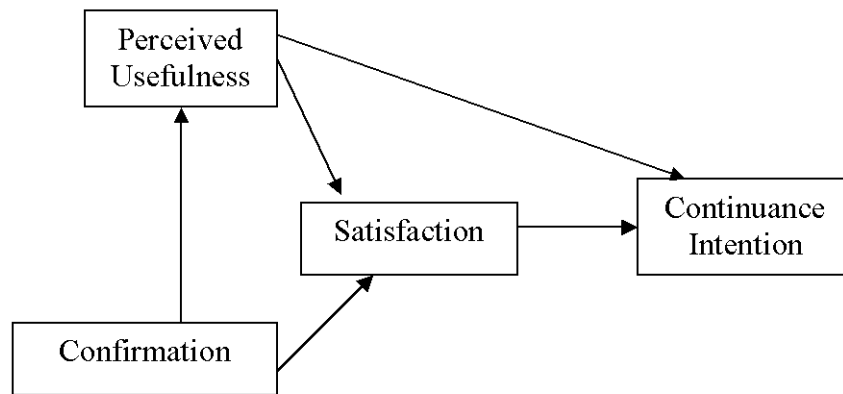 Perceived
Usefulness
Satisfaction
Continuance
Intention
Confirmation